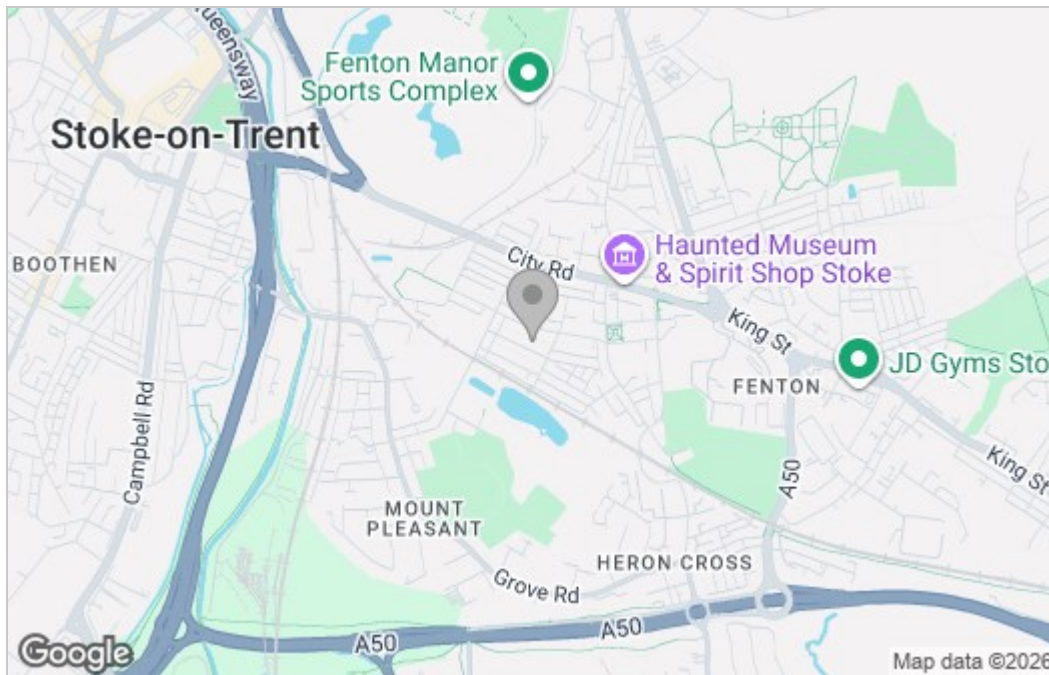 ueensway
Fenton Manor
Sports Complex
Stoke-on-Trent
City Rd
Haunted Museum
& Spirit Shop Stoke
BOOTHEN
King St
JD Gyms Sto
FENTON
Campbell Rd
King St
A50
MOUNT
PLEASANT
HERON CROSS
Grove Rd
A50
A50
Google
Map data ©2026